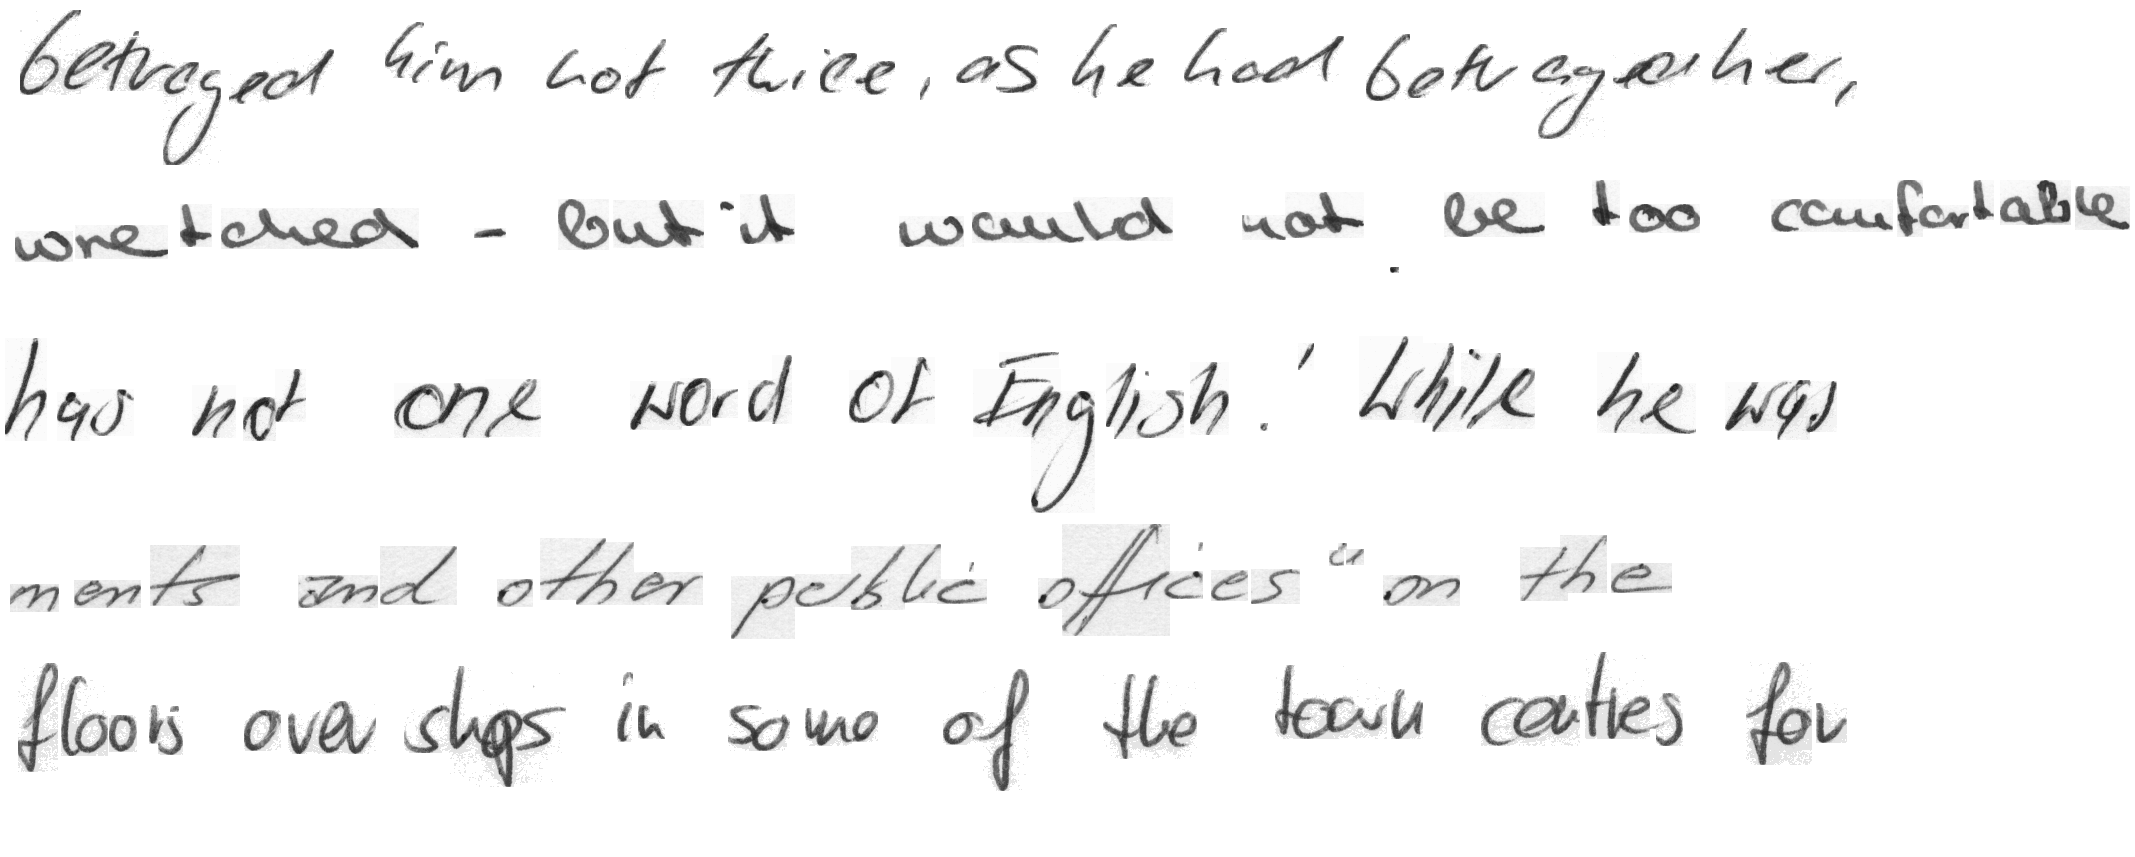 betrayed him not twice, as he had betrayed her,
wretched - but it would not be too comfortable
has not one word of English.' While he was
ments and other public offices" on the
floors over shops in some of the town centres for